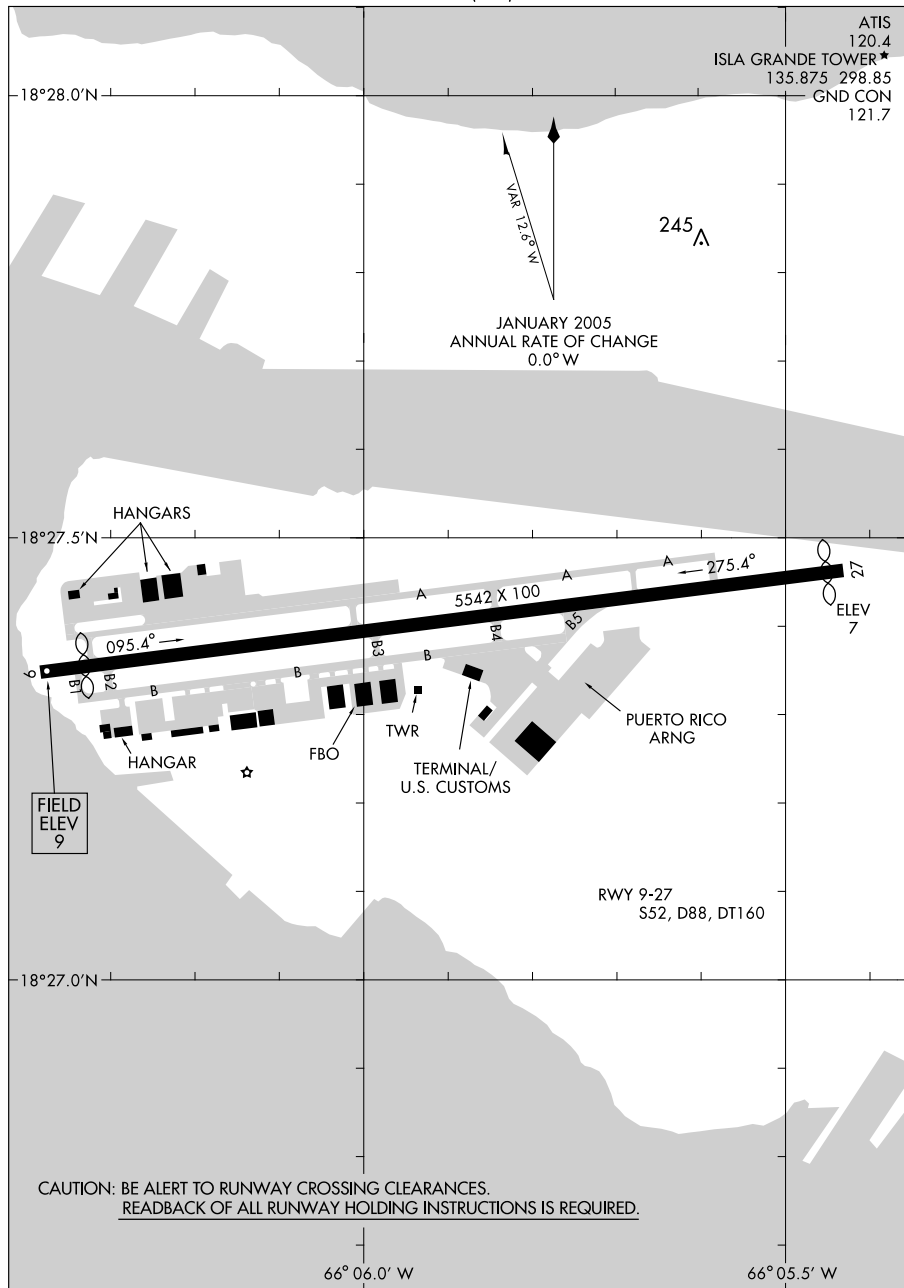 ATIS
120.4
ISLA GRANDE TOWER★
135.875 298.85
GND CON
121.7
18°28.0'N
VAR 12.6° W
245
JANUARY 2005
ANNUAL RATE OF CHANGE
0.0° W
HANGARS
18°27.5'N
A
A
A
275.4°
27
5542 X 100
ELEV
7
095.4°
B5
B4
B3
B
B
B
B2
B1
9
PUERTO RICO
ARNG
TWR
FBO
HANGAR
TERMINAL/
U.S. CUSTOMS
FIELD
ELEV
9
RWY 9-27
S52, D88, DT160
18°27.0'N
CAUTION: BE ALERT TO RUNWAY CROSSING CLEARANCES.
READBACK OF ALL RUNWAY HOLDING INSTRUCTIONS IS REQUIRED.
66° 06.0' W
66° 05.5' W